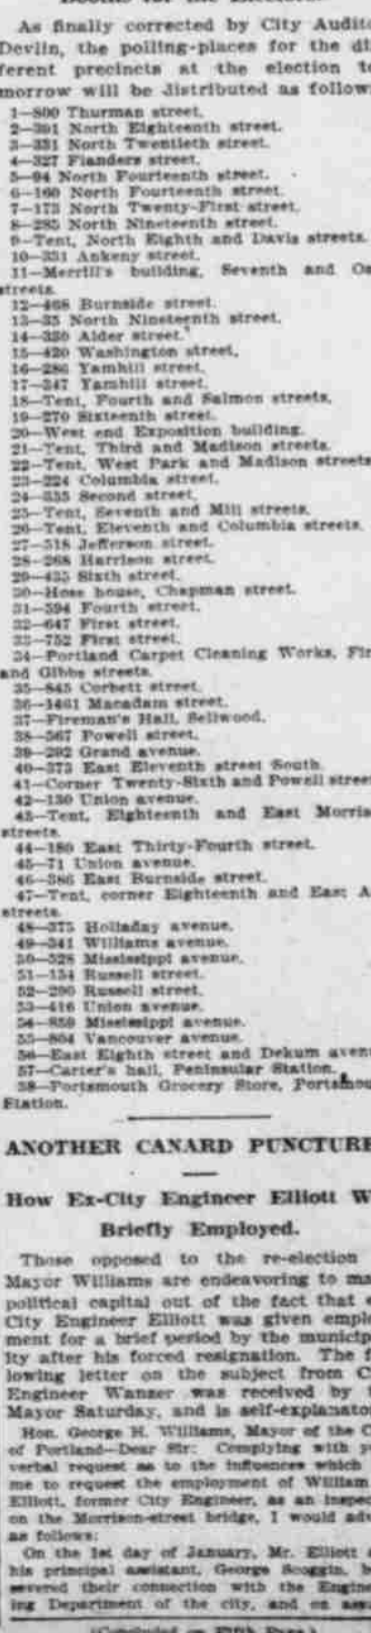 As finally corrected by City Audito
Devlin, the polling-places for the di
ferent precincts at the election to
morrow will be distributed as follow
1—800 Thurman street.
2—391 North Eighteenth street.
3—331 North Twentieth street.
4—327 Flanders street.
5—94 North Fourteenth street.
6—160 North Fourteenth street.
7—173 North Twenty-First street.
8—285 North Nineteenth street.
9—Tent, North Eighth and Davis streets.
10—331 Ankeny street.
11—Merrill's building, Seventh and Oa
streets.
12—468 Burnside street.
13—35 North Nineteenth street.
14—330 Alder street.
15—420 Washington street.
16—286 Yamhill street.
17—347 Yamhill street.
18—Tent, Fourth and Salmon streets.
19—270 Sixteenth street.
20—West end Exposition building.
21—Tent, Third and Madison streets.
22—Tent, West Park and Madison streets
23—224 Columbia street.
24—335 Second street.
25—Tent, Seventh and Mill streets.
26—Tent, Eleventh and Columbia streets.
27—518 Jefferson street.
28—268 Harrison street.
29—435 Sixth street.
30—Hose house, Chapman street.
31—594 Fourth street.
32—647 First street.
33—752 First street.
34—Portland Carpet Cleaning Works, Fir
and Gibbs streets.
35—845 Corbett street.
36—1461 Macadam street.
37—Fireman's Hall, Sellwood.
38—567 Powell street.
39—292 Grand avenue.
40—373 East Eleventh street South.
41—Corner Twenty-Sixth and Powell stree
42—130 Union avenue.
43—Tent, Eighteenth and East Morris
streets.
44—180 East Thirty-Fourth street.
45—71 Union avenue.
46—386 East Burnside street.
47—Tent, corner Eighteenth and East A
streets.
48—375 Holladay avenue.
49—341 Williams avenue.
50—528 Mississippi avenue.
51—134 Russell street.
52—290 Russell street.
53—416 Union avenue.
54—859 Mississippi avenue.
55—804 Vancouver avenue.
56—East Eighth street and Dekum avenu
57—Carter's hall, Peninsular Station.
58—Portsmouth Grocery Store, Portsmou
Station.
ANOTHER CANARD PUNCTURE
How Ex-City Engineer Elliott W
Briefly Employed.
Those opposed to the re-election
Mayor Williams are endeavoring to ma
political capital out of the fact that e
City Engineer Elliott was given emplo
ment for a brief period by the municip
ity after his forced resignation. The f
lowing letter on the subject from C
Engineer Wanzer was received by t
Mayor Saturday, and is self-explanato
Hon. George H. Williams, Mayor of the C
of Portland—Dear Sir: Complying with y
verbal request as to the influences which
me to request the employment of William
Elliott, former City Engineer, as an inspec
on the Morrison-street bridge, I would adv
as follows:
On the 1st day of January, Mr. Elliott a
his principal assistant, George Scoggin, h
severed their connection with the Engine
ing Department of the city, and on
(Concluded on Fifth Page.)